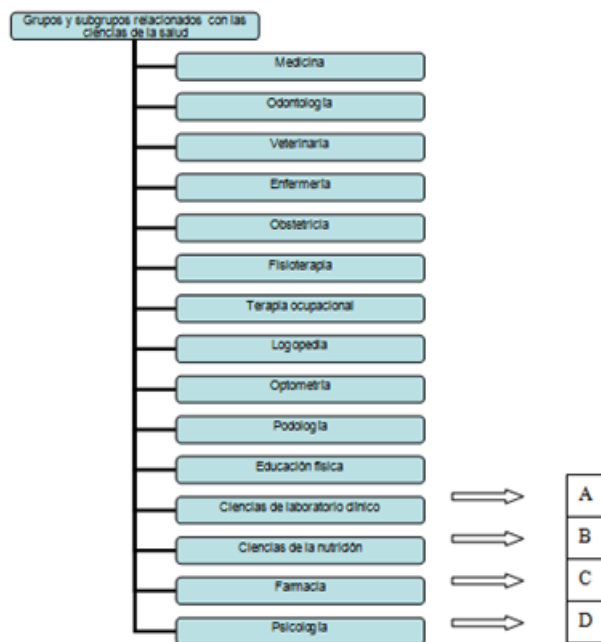 Grupos y subgrupos relacionados con las
ciencias de la salud
Medicina
Odontología
Veterinaria
Enfermería
Obstetricia
Fisioterapia
Terapia ocupacional
Logopedia
Optometría
Podología
Educación física
Ciencias de laboratorio clínico
Ciencias de la nutrición
Farmacia
Psicología
A
B
C
D